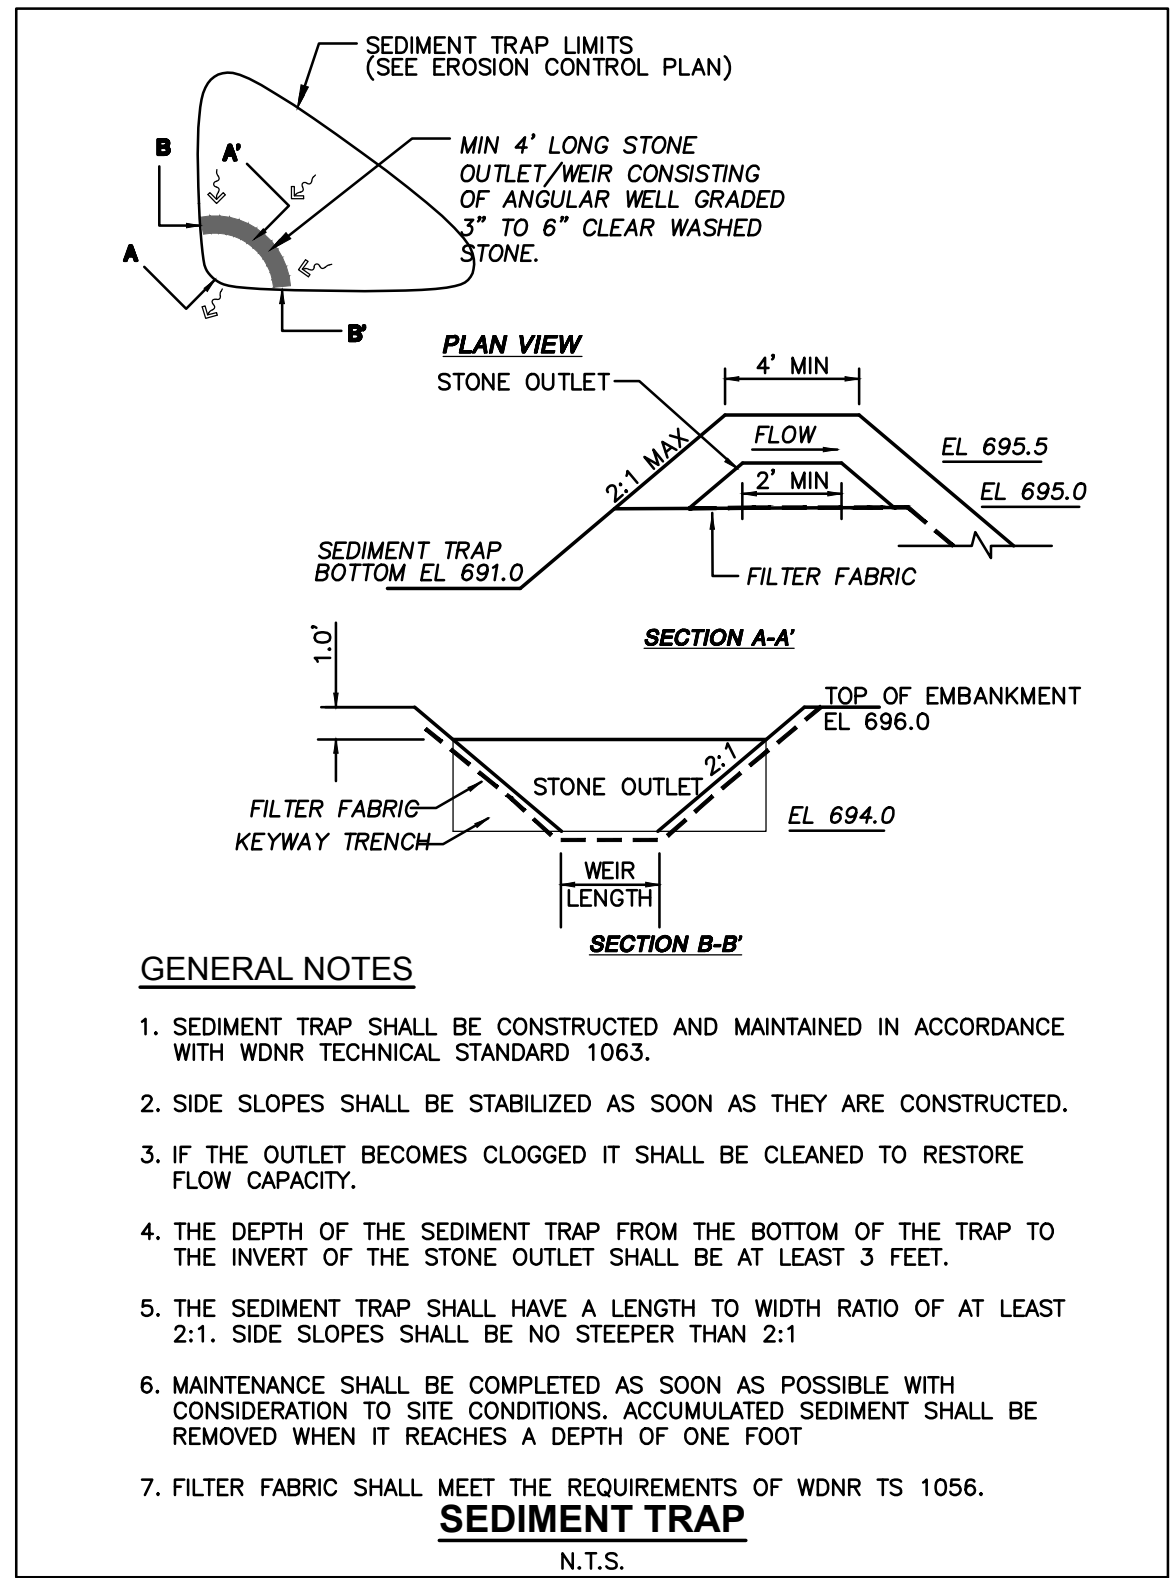 SEDIMENT TRAP LIMITS
(SEE EROSION CONTROL PLAN)
B
A'
MIN 4' LONG STONE
OUTLET/WEIR CONSISTING
OF ANGULAR WELL GRADED
3" TO 6" CLEAR WASHED
STONE.
A
B'
PLAN VIEW
4' MIN
STONE OUTLET
FLOW
2:1 MAX
EL 695.5
2' MIN
EL 695.0
SEDIMENT TRAP
BOTTOM EL 691.0
FILTER FABRIC
SECTION A-A'
1.0'
TOP OF EMBANKMENT
EL 696.0
2:1
STONE OUTLET
FILTER FABRIC
EL 694.0
KEYWAY TRENCH
WEIR
LENGTH
SECTION B-B'
GENERAL NOTES
1. SEDIMENT TRAP SHALL BE CONSTRUCTED AND MAINTAINED IN ACCORDANCE
WITH WDNR TECHNICAL STANDARD 1063.
2. SIDE SLOPES SHALL BE STABILIZED AS SOON AS THEY ARE CONSTRUCTED.
3. IF THE OUTLET BECOMES CLOGGED IT SHALL BE CLEANED TO RESTORE
FLOW CAPACITY.
4. THE DEPTH OF THE SEDIMENT TRAP FROM THE BOTTOM OF THE TRAP TO
THE INVERT OF THE STONE OUTLET SHALL BE AT LEAST 3 FEET.
5. THE SEDIMENT TRAP SHALL HAVE A LENGTH TO WIDTH RATIO OF AT LEAST
2:1. SIDE SLOPES SHALL BE NO STEEPER THAN 2:1
6. MAINTENANCE SHALL BE COMPLETED AS SOON AS POSSIBLE WITH
CONSIDERATION TO SITE CONDITIONS. ACCUMULATED SEDIMENT SHALL BE
REMOVED WHEN IT REACHES A DEPTH OF ONE FOOT
7. FILTER FABRIC SHALL MEET THE REQUIREMENTS OF WDNR TS 1056.
SEDIMENT TRAP
N.T.S.